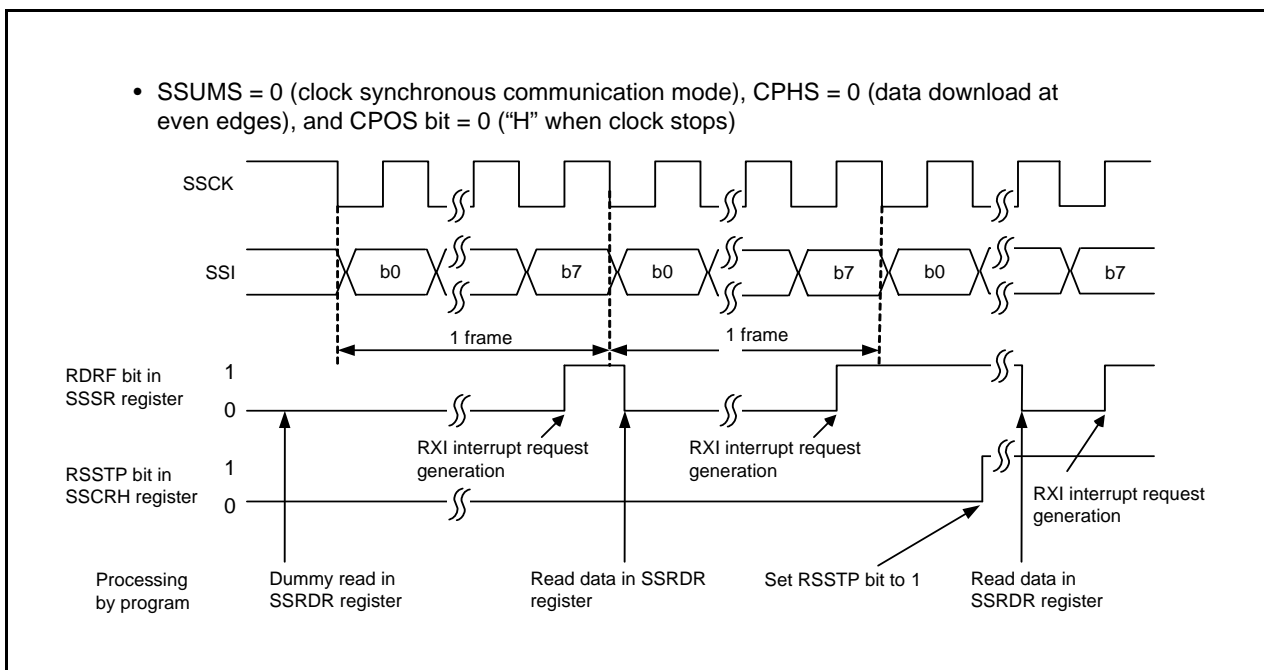 • SSUMS = 0 (clock synchronous communication mode), CPHS = 0 (data download at
even edges), and CPOS bit = 0 (“H” when clock stops)
SSCK
SSI
b0
b7
b0
b7
b0
b7
1 frame
1 frame
RDRF bit in
SSSR register
1
0
RXI interrupt request
generation
RXI interrupt request
generation
RSSTP bit in
SSCRH register
1
0
RXI interrupt request
generation
Processing
by program
Dummy read in
SSRDR register
Read data in SSRDR
register
Set RSSTP bit to 1
Read data in
SSRDR register